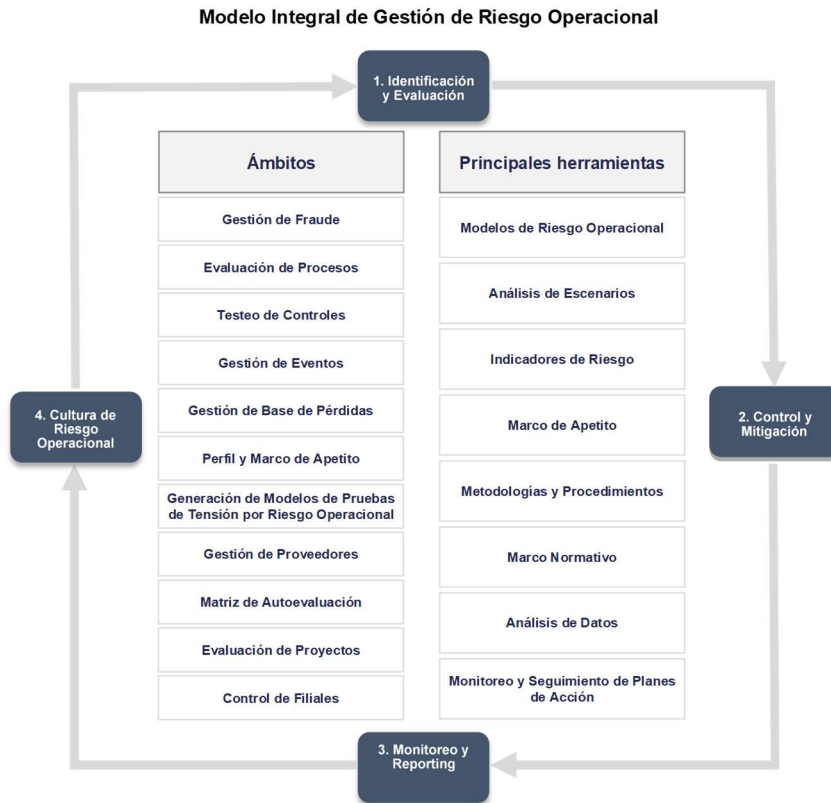 Modelo Integral de Gestión de Riesgo Operacional
1. Identificación
y Evaluación
Ámbitos
Gestión de Fraude
Evaluación de Procesos
Testeo de Controles
Gestión de Eventos
Gestión de Base de Pérdidas
Perfil y Marco de Apetito
Generación de Modelos de Pruebas
de Tensión por Riesgo Operacional
Gestión de Proveedores
Matriz de Autoevaluación
Evaluación de Proyectos
Control de Filiales
Principales herramientas
Modelos de Riesgo Operacional
Análisis de Escenarios
Indicadores de Riesgo
Marco de Apetito
Metodologías y Procedimientos
Marco Normativo
Análisis de Datos
Monitoreo y Seguimiento de Planes
de Acción
2. Control y
Mitigación
3. Monitoreo y
Reporting
4. Cultura de
Riesgo
Operacional